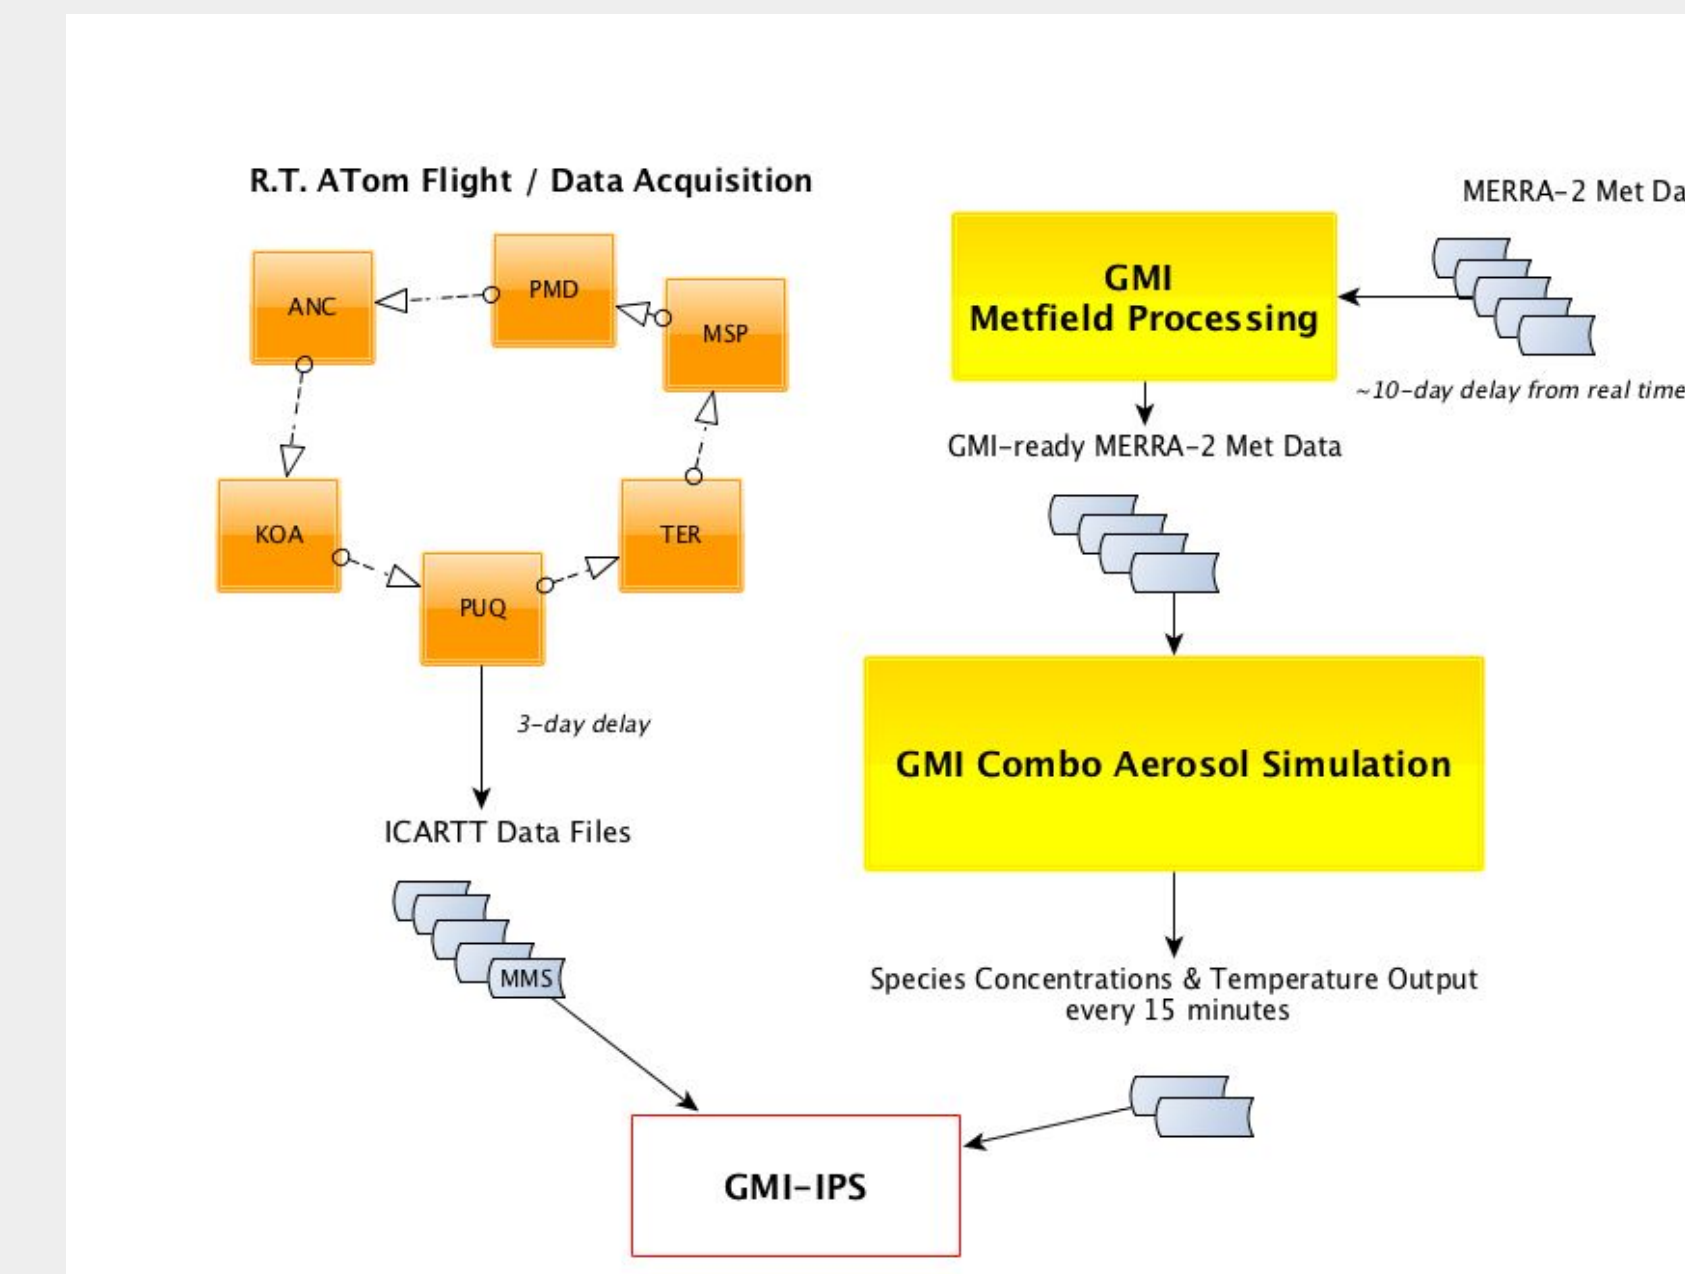 R.T. ATom Flight / Data Acquisition
ANC
PMD
MSP
KOA
PUQ
TER
3-day delay
ICARTT Data Files
MMS
MERRA-2 Met
GMI
Metfield Processing
~10-day delay from real time
GMI-ready MERRA-2 Met Data
GMI Combo Aerosol Simulation
Species Concentrations & Temperature Output
every 15 minutes
GMI-IPS